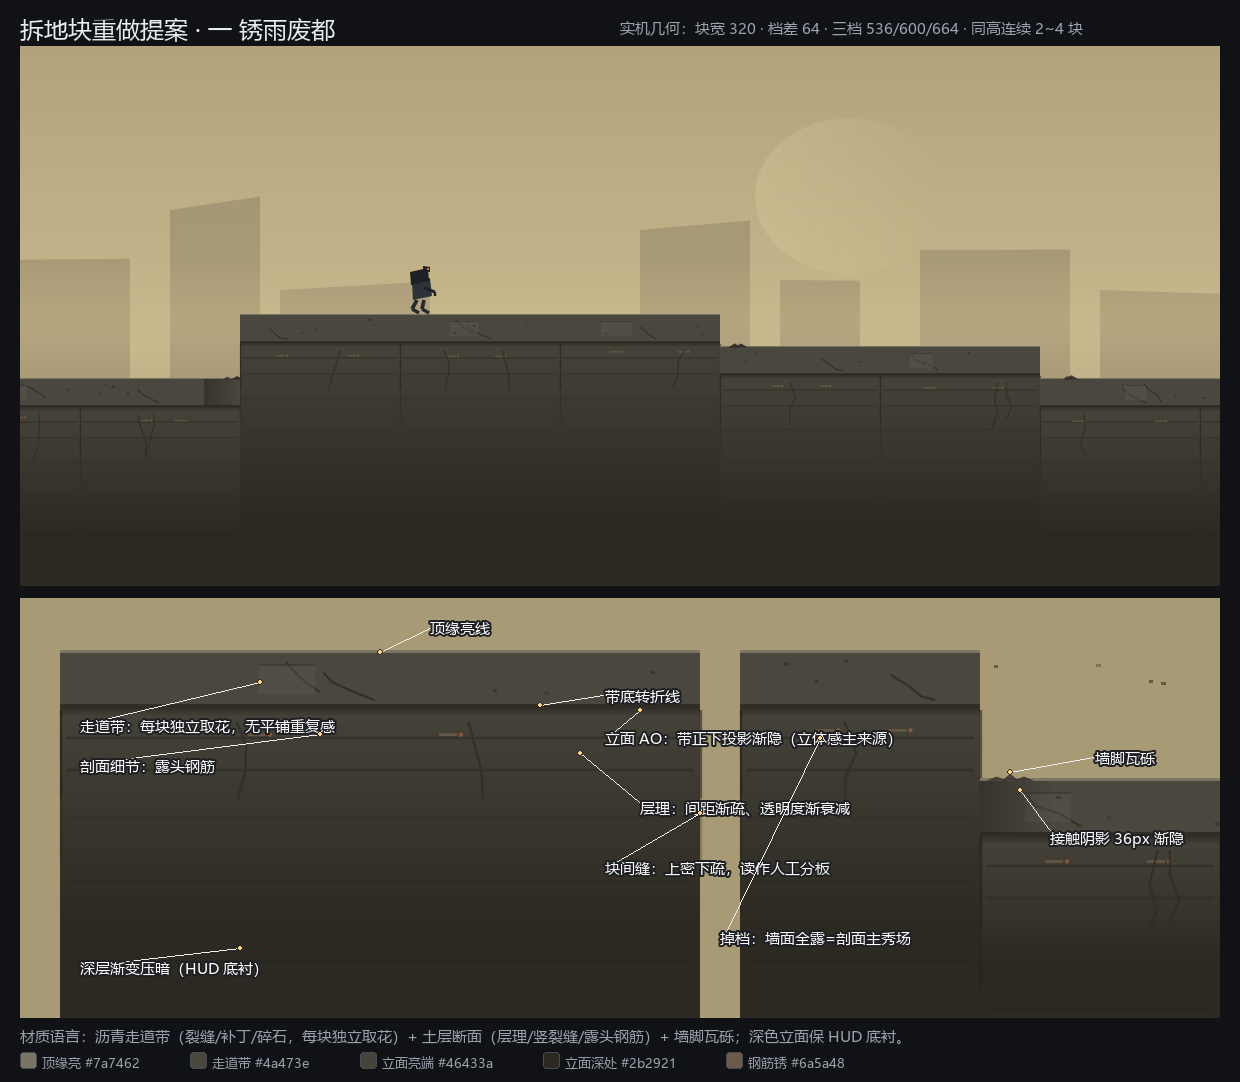 拆地块重做提案 · 一 锈雨废都
实机几何：块宽 320 · 档差 64 · 三档 536/600/664 · 同高连续 2~4 块
顶缘亮线
带底转折线
走道带：每块独立取花，无平铺重复感
立面 AO：带正下投影渐隐（立体感主来源）
剖面细节：露头钢筋
墙脚瓦砾
层理：间距渐疏、透明度渐衰减
接触阴影 36px 渐隐
块间缝：上密下疏，读作人工分板
掉档：墙面全露=剖面主秀场
深层渐变压暗（HUD 底衬）
材质语言：沥青走道带（裂缝/补丁/碎石，每块独立取花）+ 土层断面（层理/竖裂缝/露头钢筋）+ 墙脚瓦砾；深色立面保 HUD 底衬。
顶缘亮 #7a7462 走道带 #4a473e 立面亮端 #46433a 立面深处 #2b2921 钢筋锈 #6a5a48